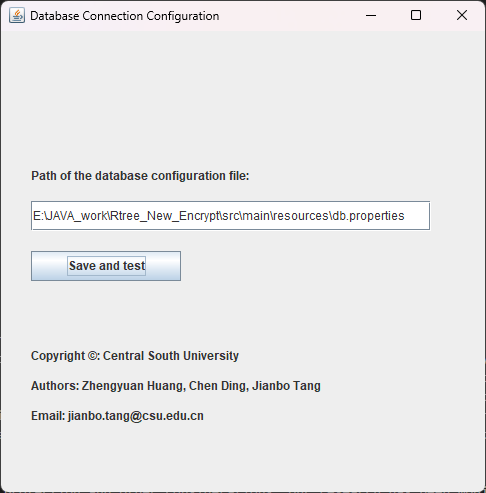 Database Connection Configuration
Path of the database configuration file:
E:\JAVA_work\Rtree_New_Encrypt\src\main\resources\db.properties
Save and test
Copyright ©: Central South University
Authors: Zhengyuan Huang, Chen Ding, Jianbo Tang
Email: jianbo.tang@csu.edu.cn